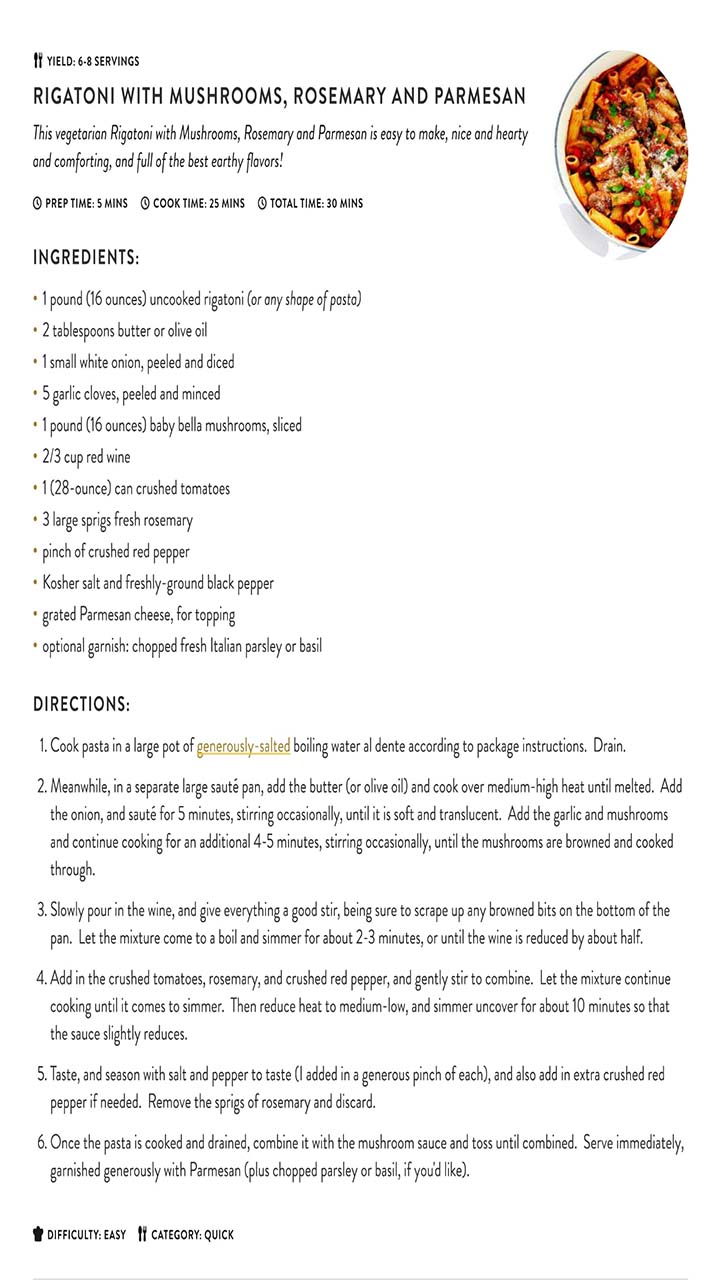 YIELD: 6-8 SERVINGS
RIGATONI WITH MUSHROOMS, ROSEMARY AND PARMESAN
This vegetarian Rigatoni with Mushrooms, Rosemary and Parmesan is easy to make, nice and hearty
and comforting, and full of the best earthy flavors!
PREP TIME: 5 MINS COOK TIME: 25 MINS TOTAL TIME: 30 MINS
INGREDIENTS:
• 1 pound (16 ounces) uncooked rigatoni (or any shape of pasta)
• 2 tablespoons butter or olive oil
• 1 small white onion, peeled and diced
• 5 garlic cloves, peeled and minced
• 1 pound (16 ounces) baby bella mushrooms, sliced
• 2/3 cup red wine
• 1 (28-ounce) can crushed tomatoes
• 3 large sprigs fresh rosemary
• pinch of crushed red pepper
• Kosher salt and freshly-ground black pepper
• grated Parmesan cheese, for topping
• optional garnish: chopped fresh Italian parsley or basil
DIRECTIONS:
1. Cook pasta in a large pot of generously-salted boiling water al dente according to package instructions. Drain.
2. Meanwhile, in a separate large sauté pan, add the butter (or olive oil) and cook over medium-high heat until melted. Add
the onion, and sauté for 5 minutes, stirring occasionally, until it is soft and translucent. Add the garlic and mushrooms
and continue cooking for an additional 4-5 minutes, stirring occasionally, until the mushrooms are browned and cooked
through.
3. Slowly pour in the wine, and give everything a good stir, being sure to scrape up any browned bits on the bottom of the
pan. Let the mixture come to a boil and simmer for about 2-3 minutes, or until the wine is reduced by about half.
4. Add in the crushed tomatoes, rosemary, and crushed red pepper, and gently stir to combine. Let the mixture continue
cooking until it comes to simmer. Then reduce heat to medium-low, and simmer uncover for about 10 minutes so that
the sauce slightly reduces.
5. Taste, and season with salt and pepper to taste (I added in a generous pinch of each), and also add in extra crushed red
pepper if needed. Remove the sprigs of rosemary and discard.
6. Once the pasta is cooked and drained, combine it with the mushroom sauce and toss until combined. Serve immediately,
garnished generously with Parmesan (plus chopped parsley or basil, if you'd like).
DIFFICULTY: EASY CATEGORY: QUICK